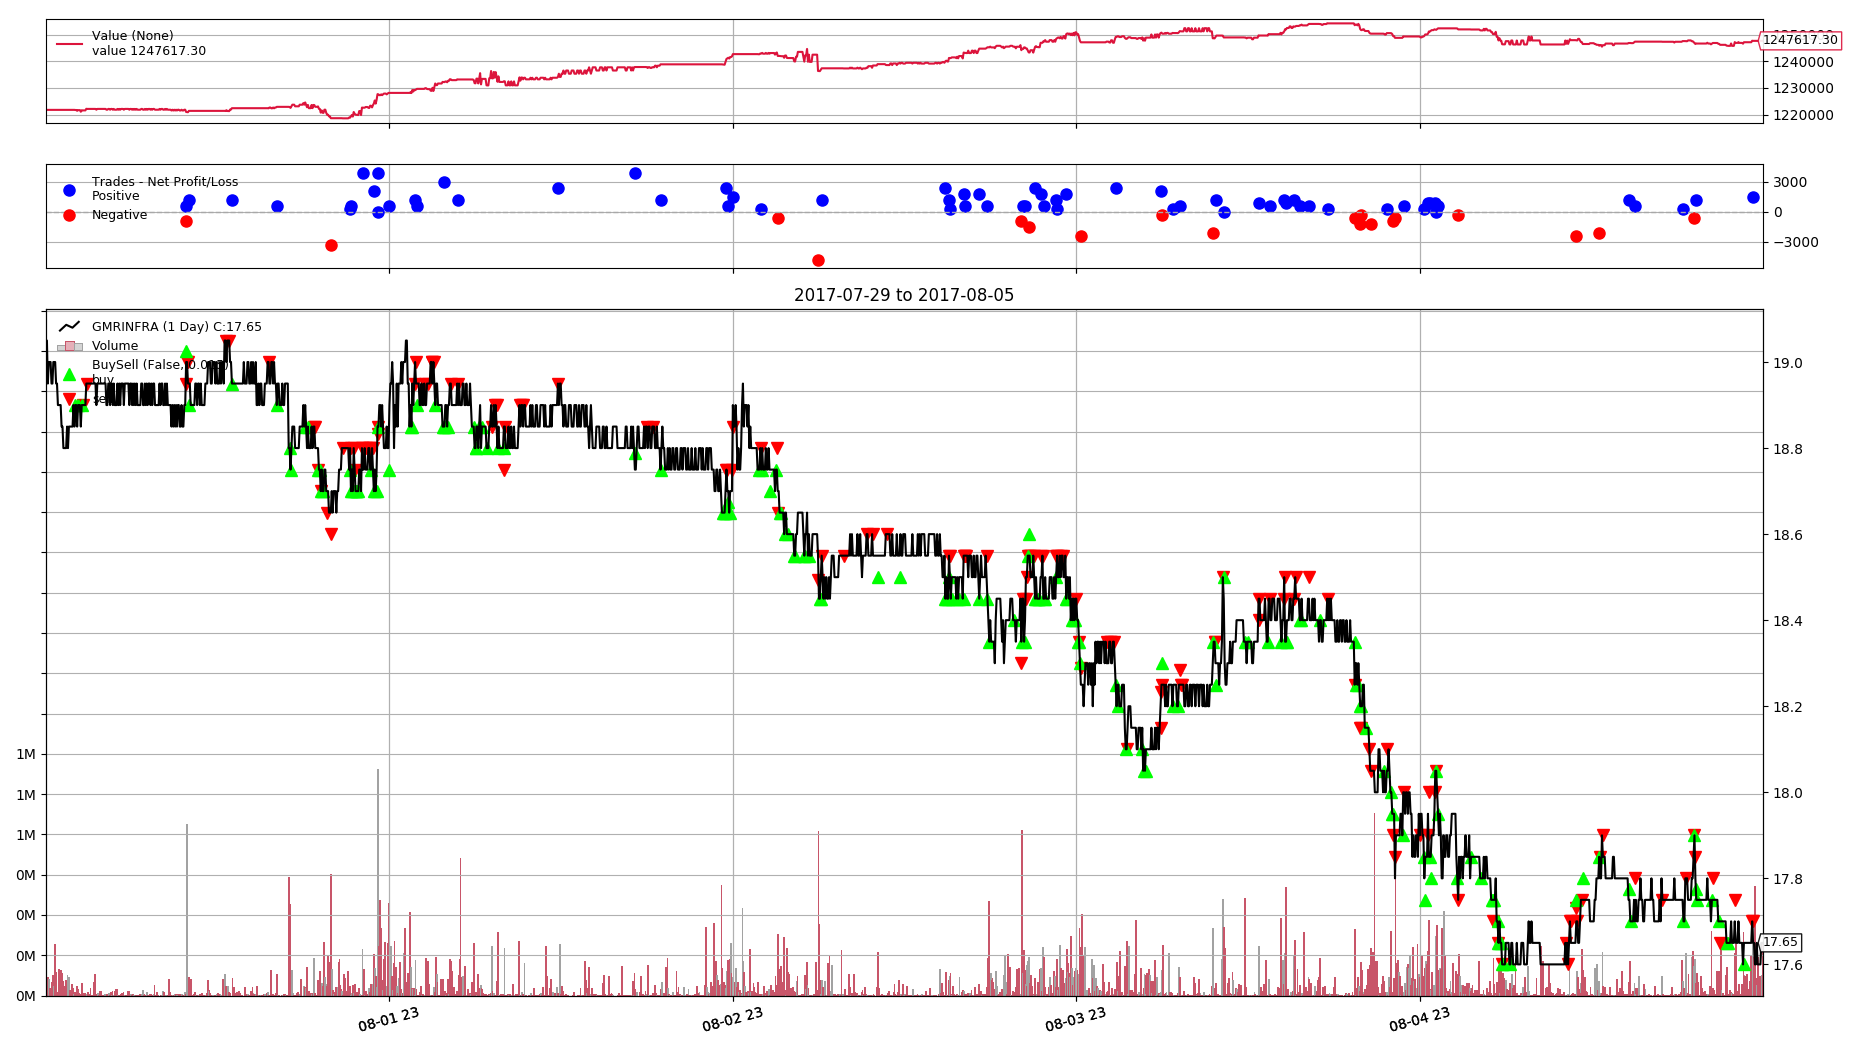 Value (None)
value 1247617.30
1247617.30
1240000
1230000
1220000
Trades - Net Profit/Loss
Positive
Negative
3000
0
−3000
2017-07-29 to 2017-08-05
GMRINFRA (1 Day) C:17.65
Volume
BuySell (False,
buy
19.0
18.8
18.6
18.4
18.2
18.0
17.8
17.65
17.6
1M
1M
1M
0M
0M
0M
0M
08-01 23
08-02 23
08-03 23
08-04 23